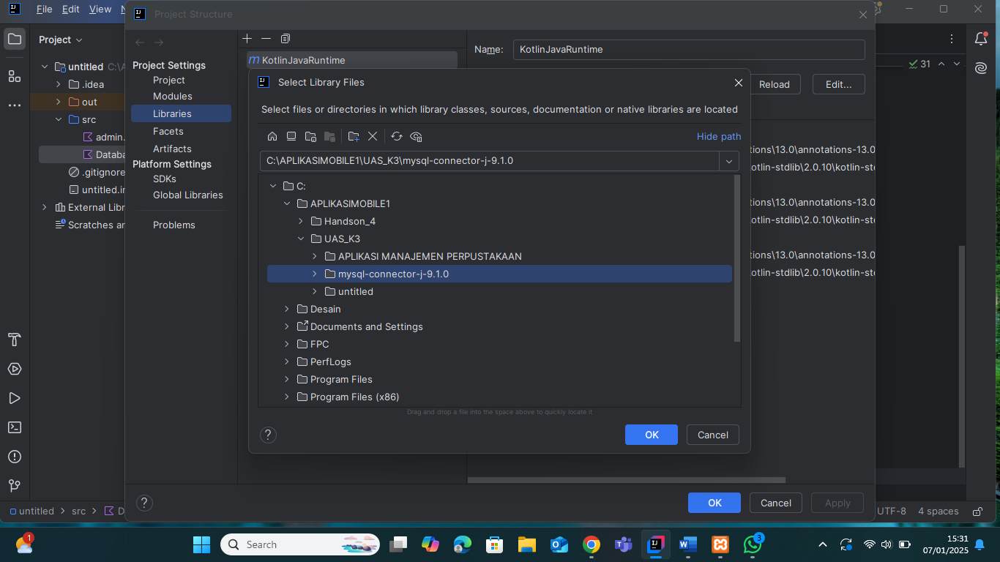 File Edit View N
Project Structure
Project
untitled C:\A
.idea
out
src
admin.
Databa
.gitignore
untitled.in
External Libr
Scratches ar
Project Settings
Project
Modules
Libraries
Facets
Artifacts
Platform Settings
SDKs
Global Libraries
Problems
KotlinJavaRuntime
Name: KotlinJavaRuntime
Reload Edit...
31
Select Library Files
Select files or directories in which library classes, sources, documentation or native libraries are located
Hide path
C:\APLIKASIMOBILE1\UAS_K3\mysql-connector-j-9.1.0
C:
APLIKASIMOBILE1
Handson_4
UAS_K3
APLIKASI MANAJEMEN PERPUSTAKAAN
mysql-connector-j-9.1.0
untitled
Desain
Documents and Settings
FPC
PerfLogs
Program Files
Program Files (x86)
Drag and drop a file into the space above to quickly locate it
? OK Cancel
tions\13.0\annotations-13.0
otlin-stdlib\2.0.10\kotlin-std
tions\13.0\annotations-13.0
otlin-stdlib\2.0.10\kotlin-std
tions\13.0\annotations-13.0
otlin-stdlib\2.0.10\kotlin-std
? OK Cancel Apply
untitled > src > D
UTF-8 4 spaces
1
Search
3
15:31
07/01/2025